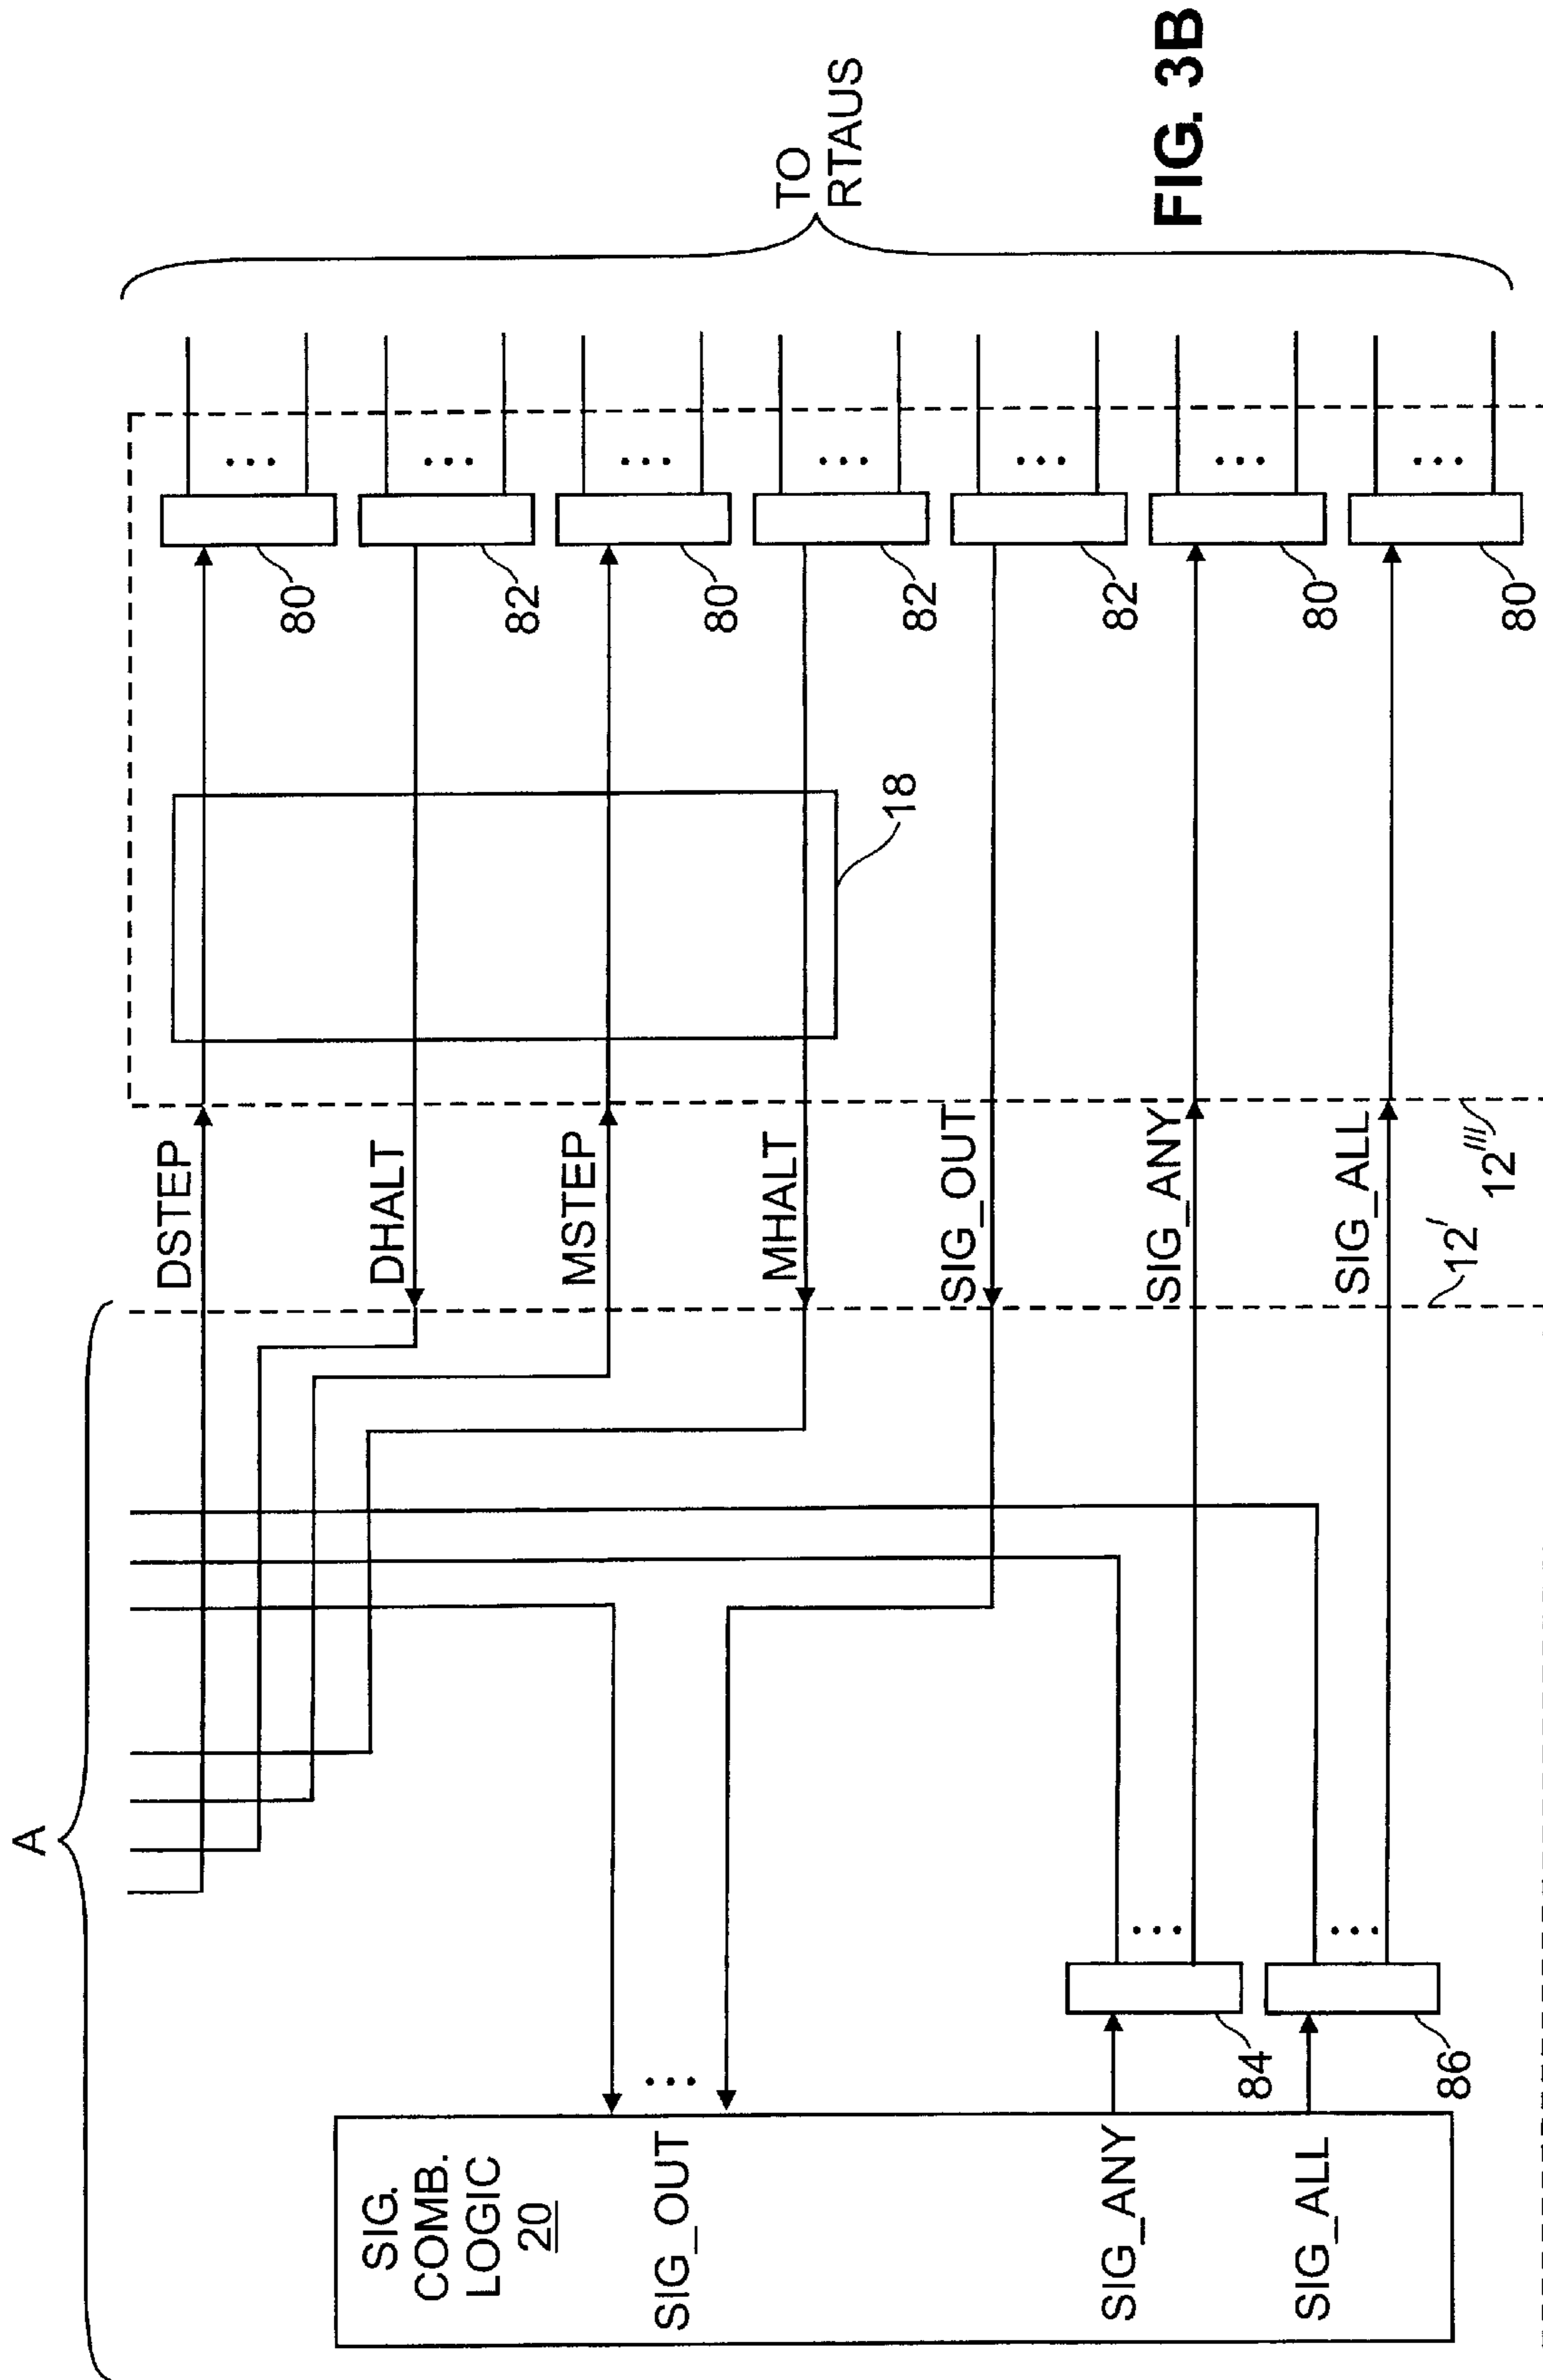 A
SIG.
COMB.
LOGIC
20
SIG_OUT
SIG_ANY
SIG_ALL
84
86
DSTEP
DHALT
MSTEP
MHALT
SIG_OUT
SIG_ANY
SIG_ALL
12'
12'''
18
80
82
80
82
82
80
80
TO
RTAUS
FIG. 3B